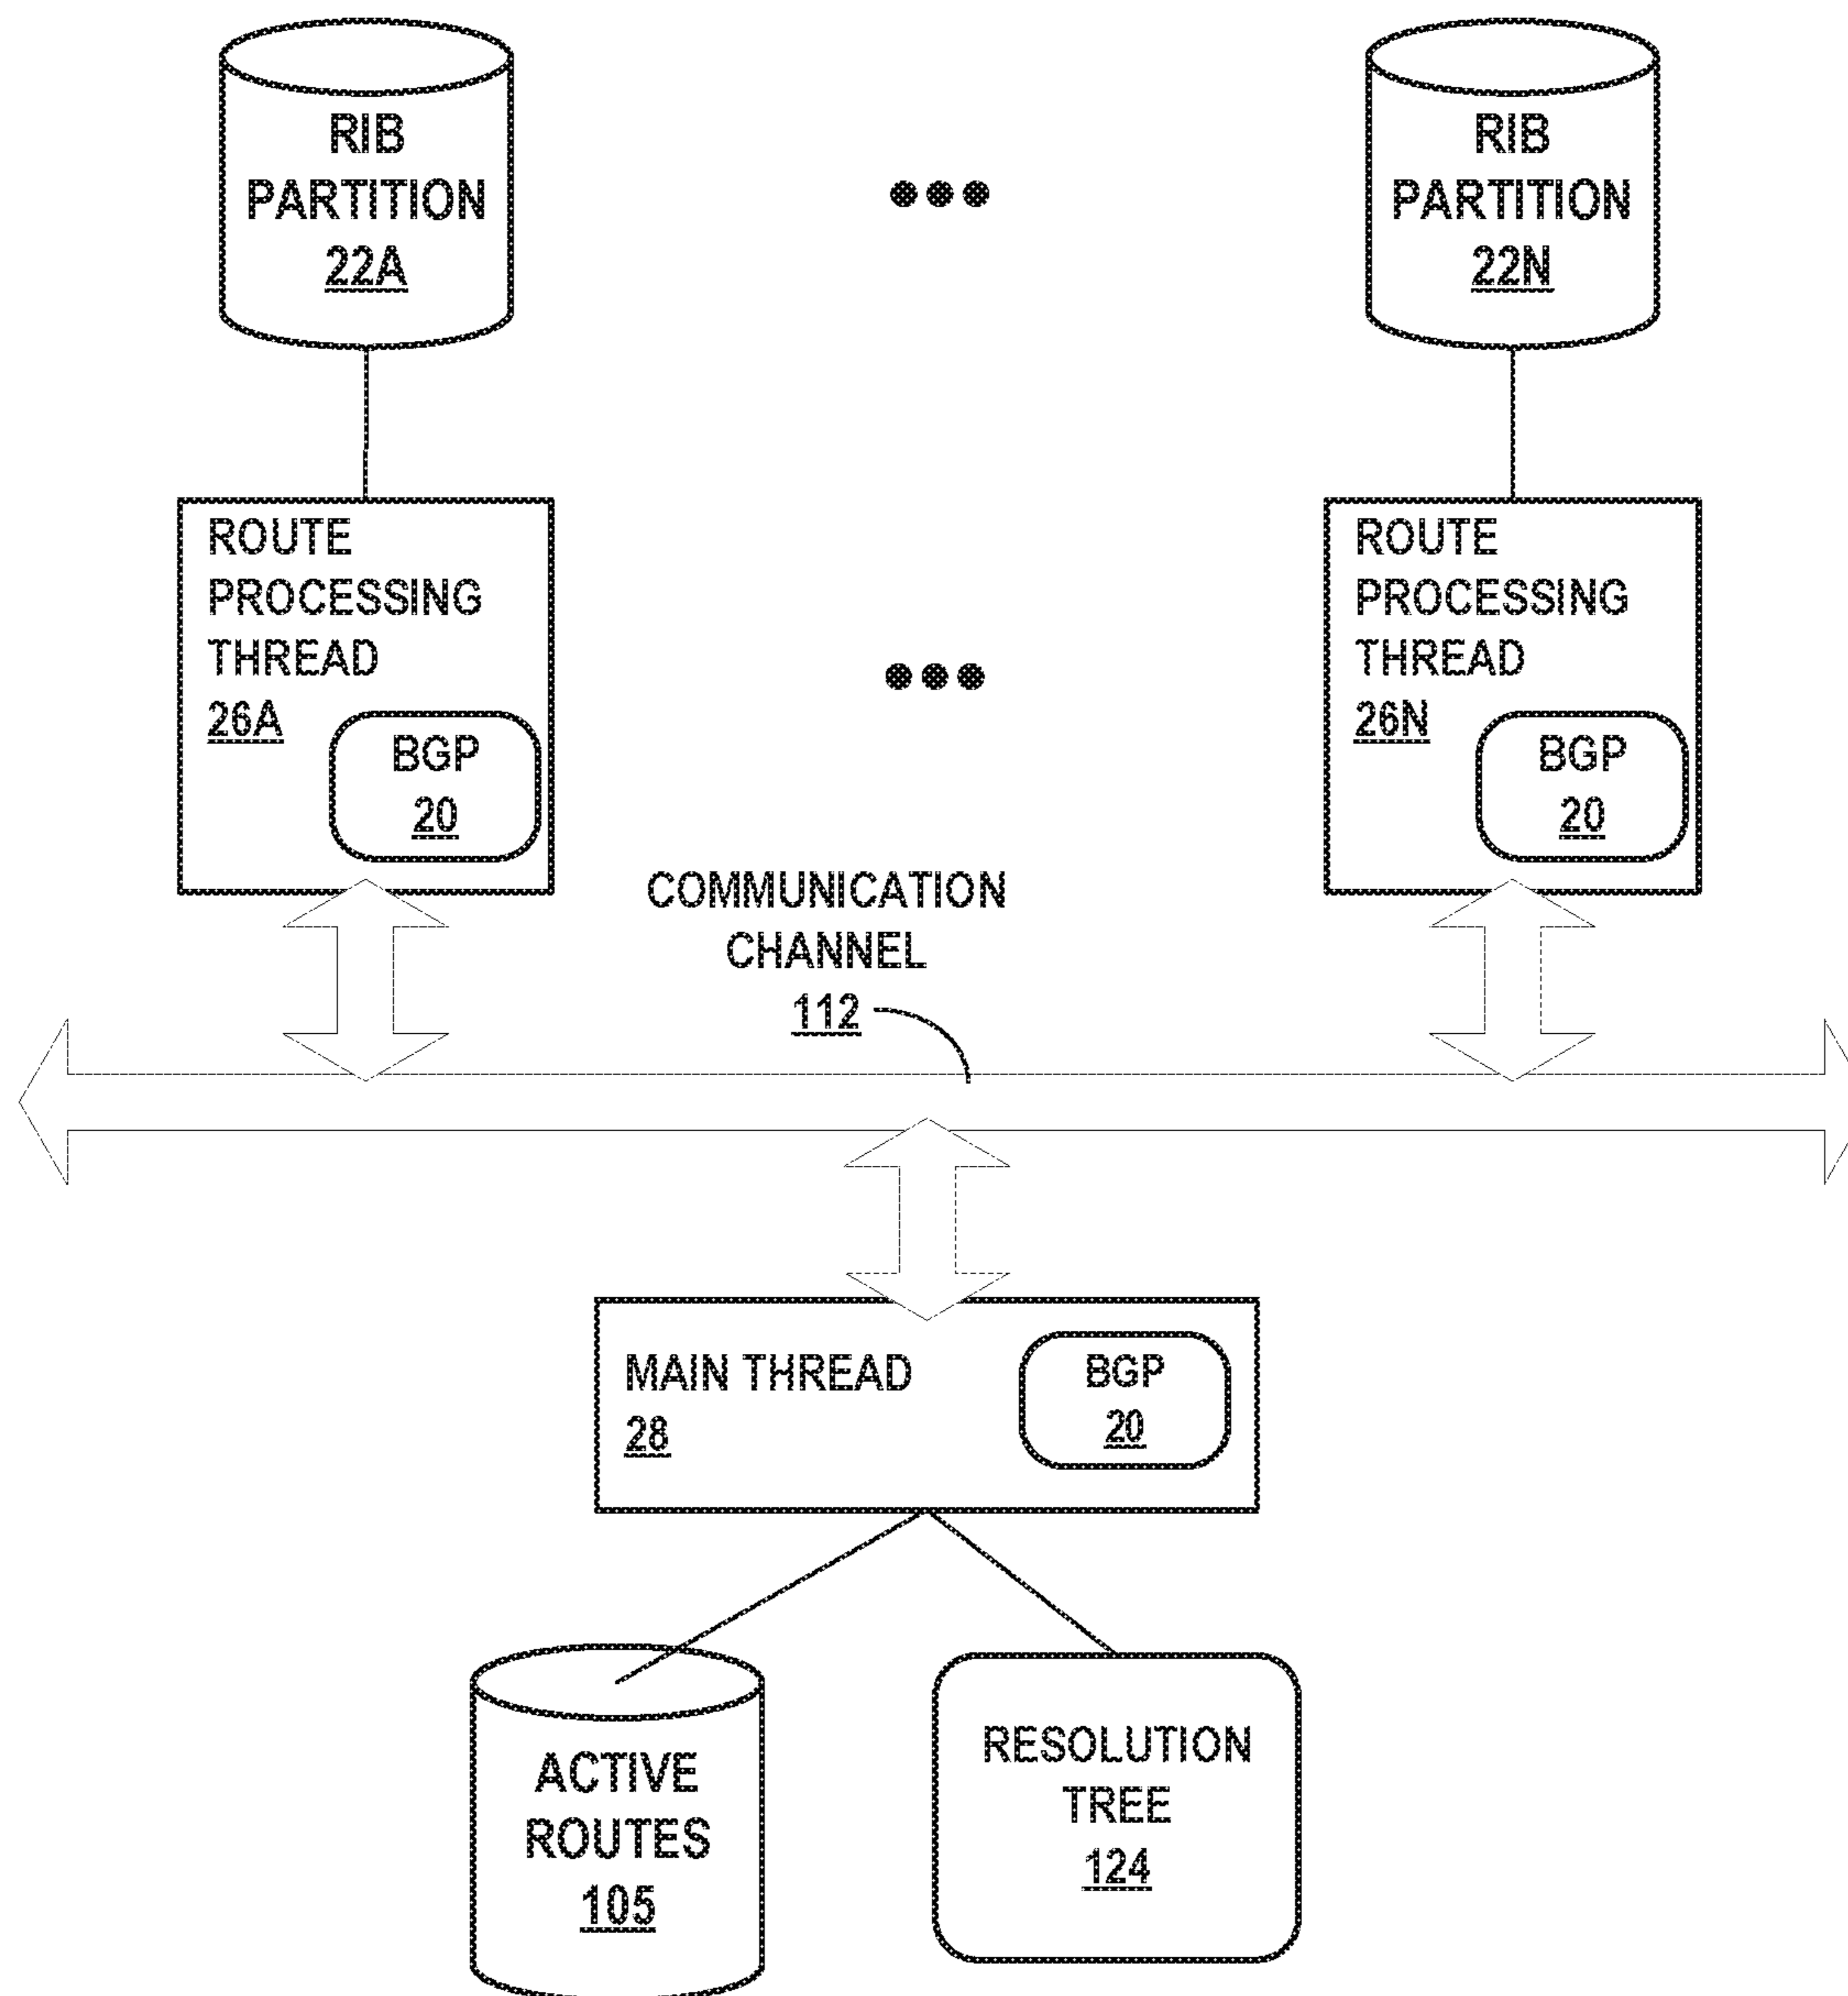 RIB
PARTITION
22A
RIB
PARTITION
22N
ROUTE
PROCESSING
THREAD
26A
BGP
20
ROUTE
PROCESSING
THREAD
26N
BGP
20
COMMUNICATION
CHANNEL
112
MAIN THREAD
28
BGP
20
ACTIVE
ROUTES
105
RESOLUTION
TREE
124